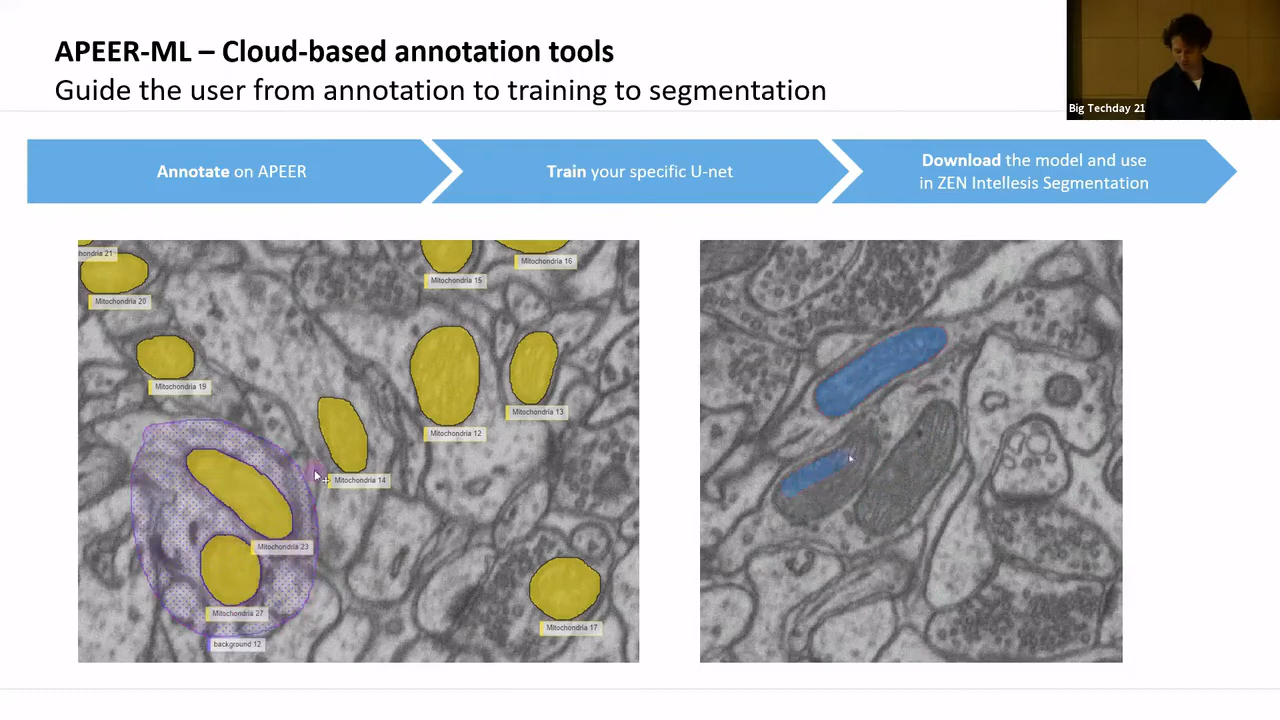 APEER-ML – Cloud-based annotation tools
Guide the user from annotation to training to segmentation
Big Techday 21
Annotate on APEER
Train your specific U-net
Download the model and use
in ZEN Intellesis Segmentation
Mitochondria 16
Mitochondria 15
Mitochondria 20
Mitochondria 19
Mitochondria 13
Mitochondria 12
Mitochondria 14
Mitochondria 23
Mitochondria 27
Mitochondria 17
background 12